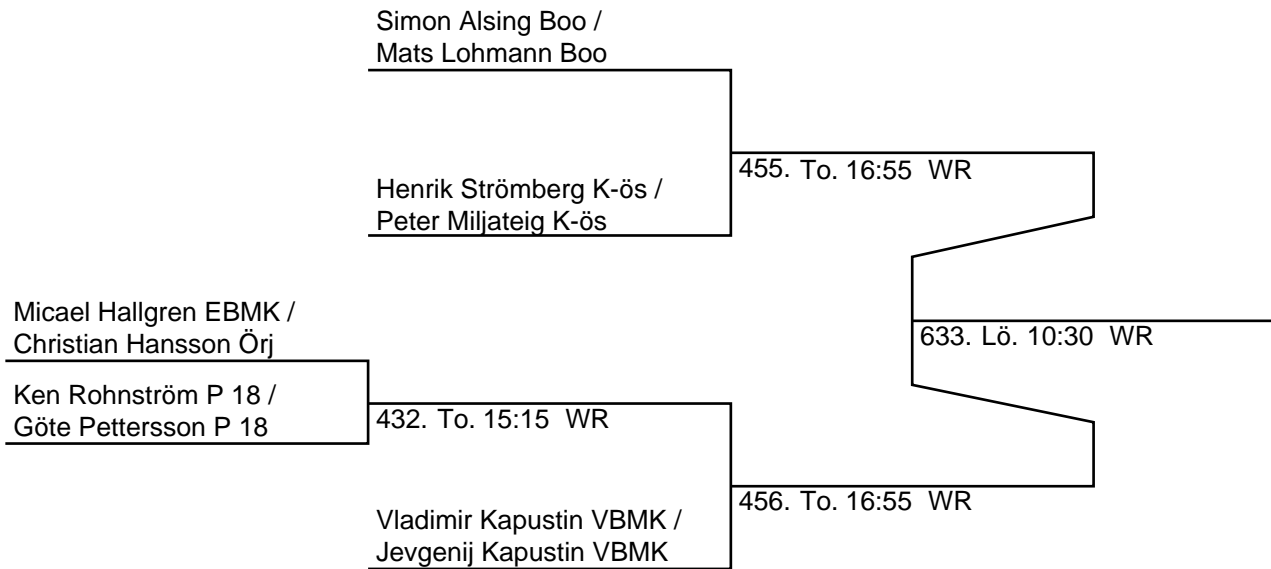 Simon Alsing Boo /
Mats Lohmann Boo
455. To. 16:55 WR
Henrik Strömberg K-ös /
Peter Miljateig K-ös
Micael Hallgren EBMK /
Christian Hansson Örj
633. Lö. 10:30 WR
Ken Rohnström P 18 /
Göte Pettersson P 18
432. To. 15:15 WR
456. To. 16:55 WR
Vladimir Kapustin VBMK /
Jevgenij Kapustin VBMK